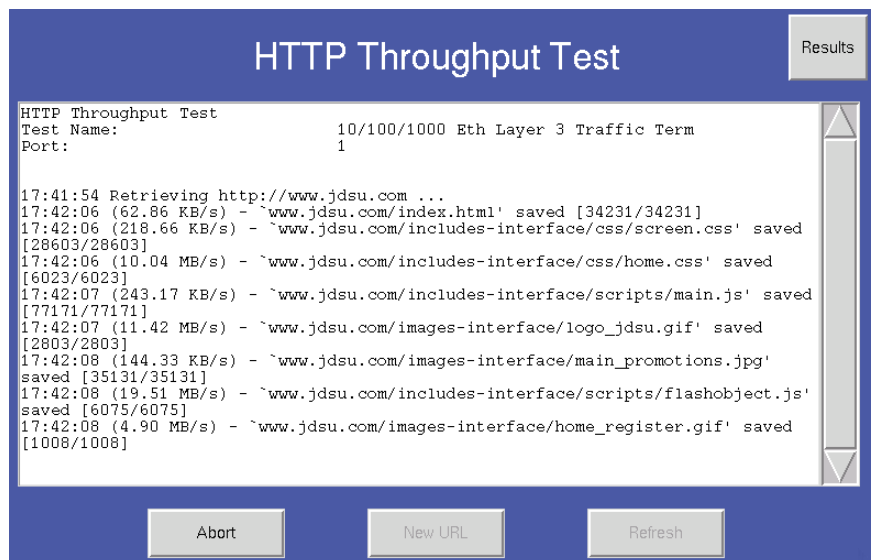 HTTP Throughput Test
Results
HTTP Throughput Test
Test Name: 10/100/1000 Eth Layer 3 Traffic Term
Port: 1
17:41:54 Retrieving http://www.jdsu.com ...
17:42:06 (62.86 KB/s) - `www.jdsu.com/index.html' saved [34231/34231]
17:42:06 (218.66 KB/s) - `www.jdsu.com/includes-interface/css/screen.css' saved
[28603/28603]
17:42:06 (10.04 MB/s) - `www.jdsu.com/includes-interface/css/home.css' saved
[6023/6023]
17:42:07 (243.17 KB/s) - `www.jdsu.com/includes-interface/scripts/main.js' saved
[77171/77171]
17:42:07 (11.42 MB/s) - `www.jdsu.com/images-interface/logo_jdsu.gif' saved
[2803/2803]
17:42:08 (144.33 KB/s) - `www.jdsu.com/images-interface/main_promotions.jpg'
saved [35131/35131]
17:42:08 (19.51 MB/s) - `www.jdsu.com/includes-interface/scripts/flashobject.js'
saved [6075/6075]
17:42:08 (4.90 MB/s) - `www.jdsu.com/images-interface/home_register.gif' saved
[1008/1008]
Abort
New URL
Refresh